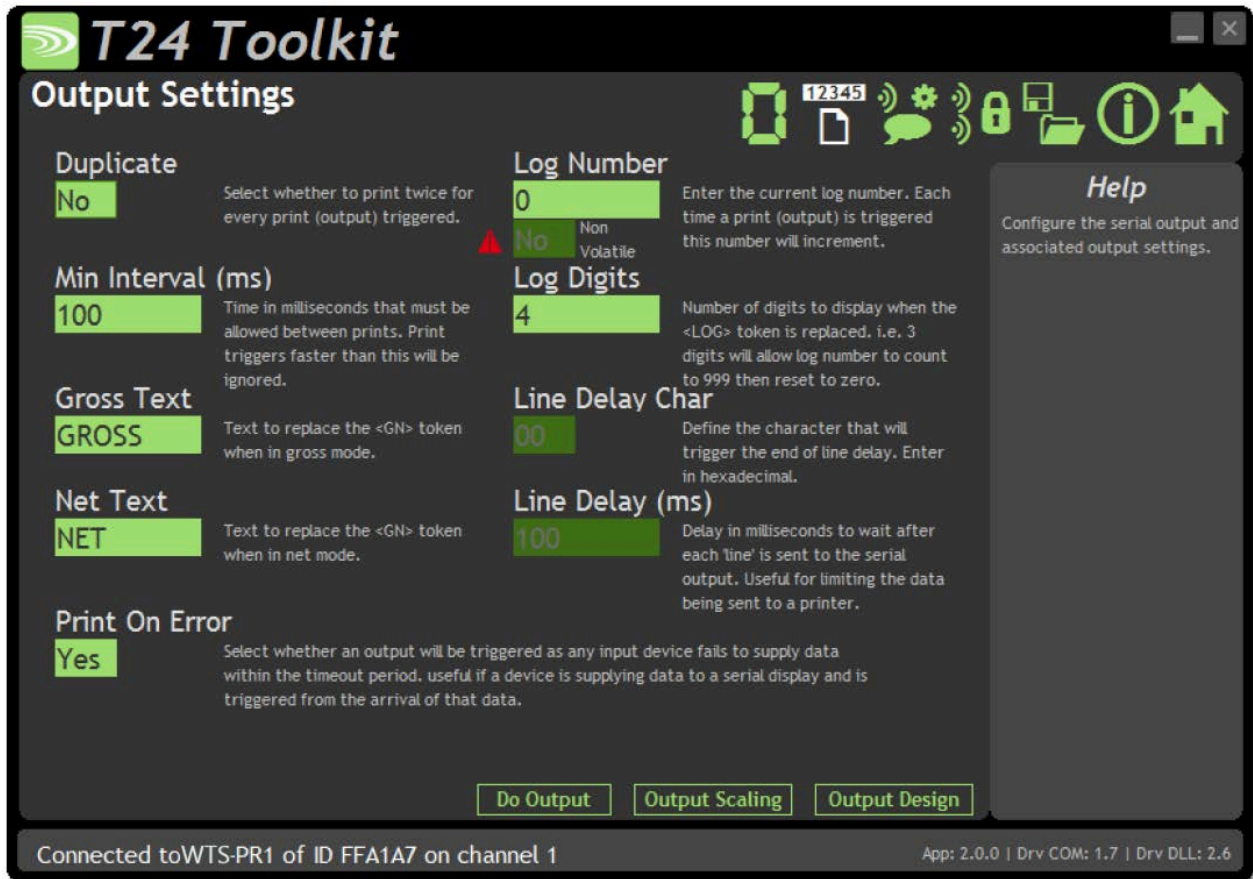 T24 Toolkit
Output Settings
12345
Duplicate
No
Select whether to print twice for
every print (output) triggered.
Log Number
0
No
Non
Volatile
Enter the current log number. Each
time a print (output) is triggered
this number will increment.
Min Interval (ms)
100
Time in milliseconds that must be
allowed between prints. Print
triggers faster than this will be
ignored.
Log Digits
4
Number of digits to display when the
<LOG> token is replaced. i.e. 3
digits will allow log number to count
to 999 then reset to zero.
Gross Text
GROSS
Text to replace the <GN> token
when in gross mode.
Line Delay Char
00
Define the character that will
trigger the end of line delay. Enter
in hexadecimal.
Net Text
NET
Text to replace the <GN> token
when in net mode.
Line Delay (ms)
100
Delay in milliseconds to wait after
each 'line' is sent to the serial
output. Useful for limiting the data
being sent to a printer.
Print On Error
Yes
Select whether an output will be triggered as any input device fails to supply data
within the timeout period. useful if a device is supplying data to a serial display and is
triggered from the arrival of that data.
Do Output
Output Scaling
Output Design
Help
Configure the serial output and
associated output settings.
Connected toWTS-PR1 of ID FFA1A7 on channel 1
App: 2.0.0 | Drv COM: 1.7 | Drv DLL: 2.6